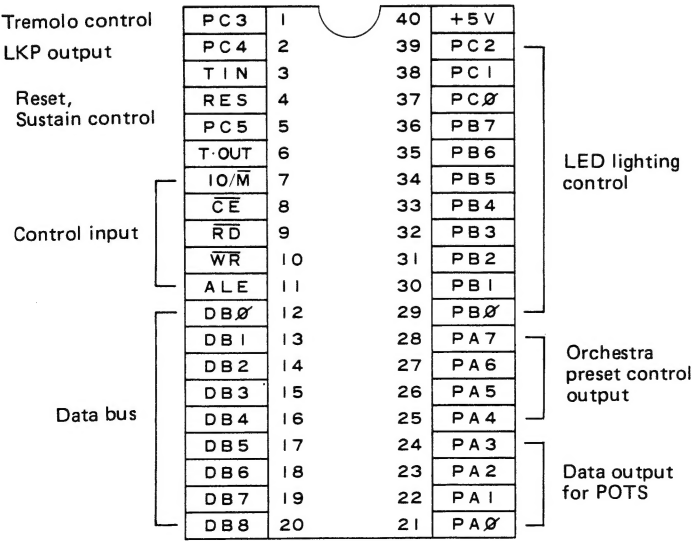 Tremolo control PC3 1 40 +5V
LKP output PC4 2 39 PC2
TIN 3 38 PC1
Reset, RES 4 37 PCØ
Sustain control PC5 5 36 PB7
T·OUT 6 35 PB6
IO/M̅ 7 34 PB5
C̅E̅ 8 33 PB4
R̅D̅ 9 32 PB3
W̅R̅ 10 31 PB2
ALE 11 30 PB1
DBØ 12 29 PBØ
DB1 13 28 PA7
DB2 14 27 PA6
DB3 15 26 PA5
DB4 16 25 PA4
DB5 17 24 PA3
DB6 18 23 PA2
DB7 19 22 PA1
DB8 20 21 PAØ
Control input
Data bus
LED lighting
control
Orchestra
preset control
output
Data output
for POTS